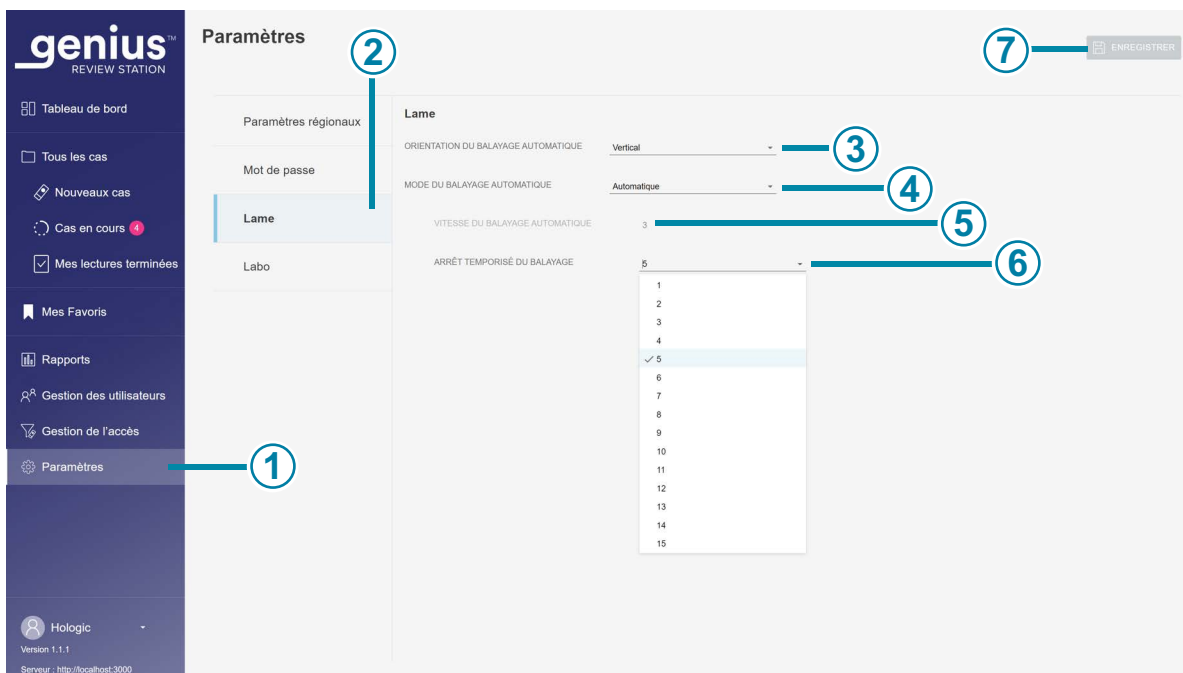 genius™
REVIEW STATION
Tableau de bord
Tous les cas
Nouveaux cas
Cas en cours 4
Mes lectures terminées
Mes Favoris
Rapports
Gestion des utilisateurs
Gestion de l'accès
Paramètres
1
Hologic
Version 1.1.1
Serveur : http://localhost:3000
Paramètres
2
7
ENREGISTRER
Paramètres régionaux
Mot de passe
Lame
Labo
Lame
ORIENTATION DU BALAYAGE AUTOMATIQUE Vertical 3
MODE DU BALAYAGE AUTOMATIQUE Automatique 4
VITESSE DU BALAYAGE AUTOMATIQUE 3 5
ARRÊT TEMPORISÉ DU BALAYAGE 5 6
1
2
3
4
5
6
7
8
9
10
11
12
13
14
15